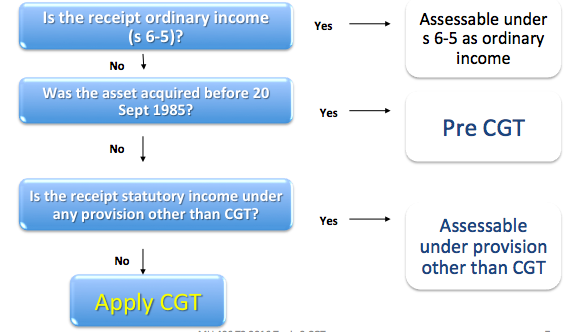 Is the receipt ordinary income
(s 6-5)?
Yes
Assessable under
s 6-5 as ordinary
income
No
Was the asset acquired before 20
Sept 1985?
Yes
Pre CGT
No
Is the receipt statutory income under
any provision other than CGT?
Yes
Assessable
under provision
other than CGT
No
Apply CGT